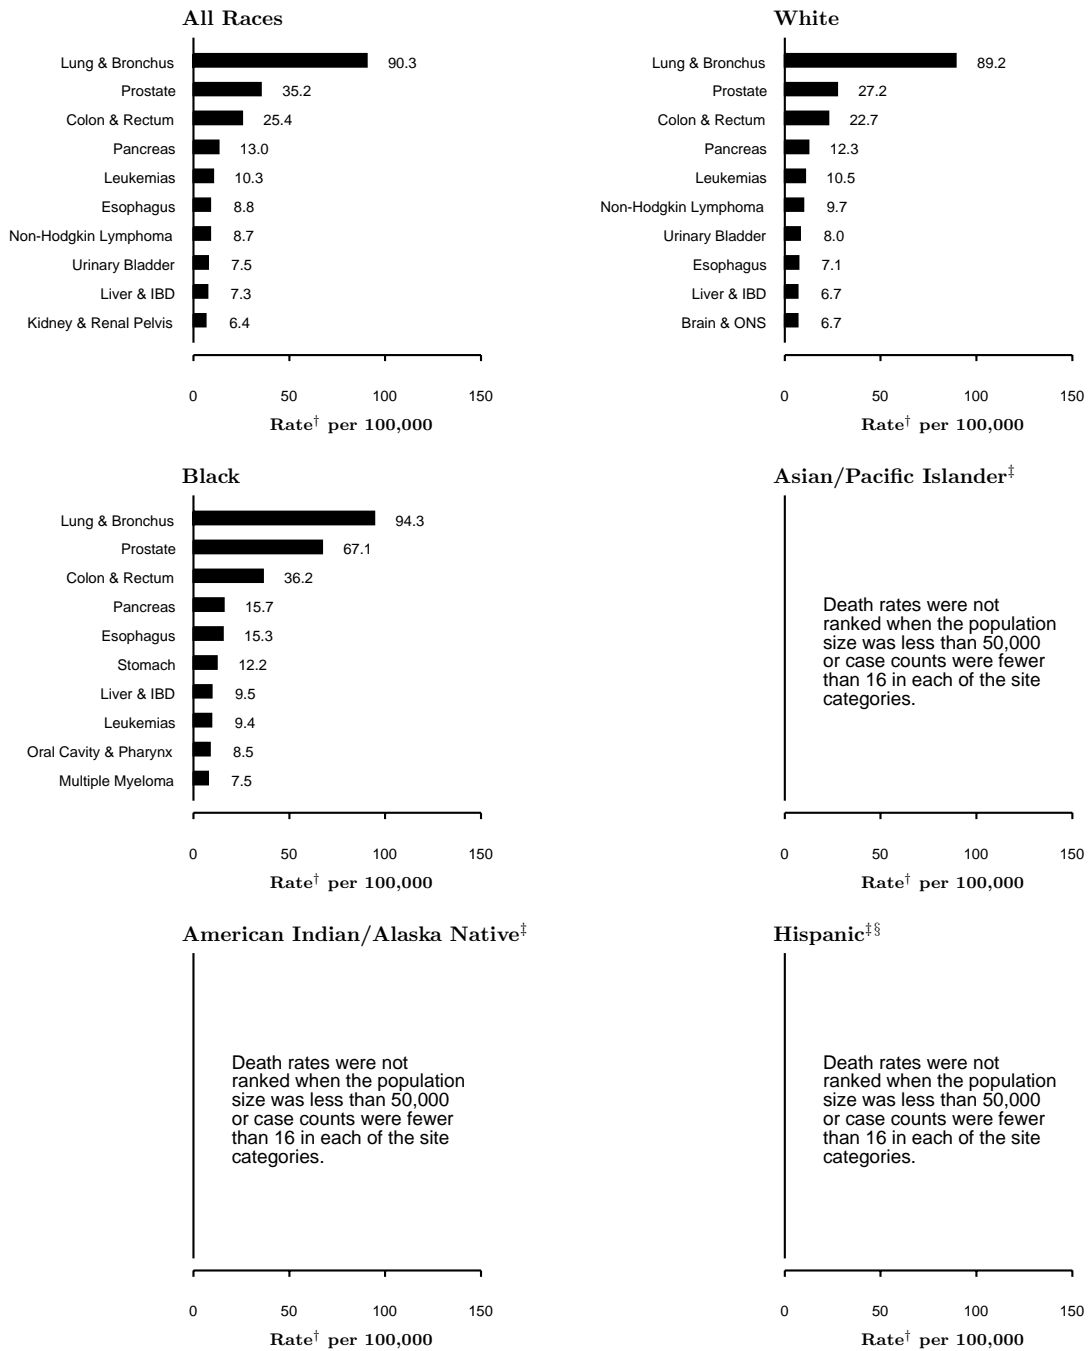 All Races
Lung & Bronchus 90.3
Prostate 35.2
Colon & Rectum 25.4
Pancreas 13.0
Leukemias 10.3
Esophagus 8.8
Non-Hodgkin Lymphoma 8.7
Urinary Bladder 7.5
Liver & IBD 7.3
Kidney & Renal Pelvis 6.4
0 50 100 150
Rate† per 100,000
White
Lung & Bronchus 89.2
Prostate 27.2
Colon & Rectum 22.7
Pancreas 12.3
Leukemias 10.5
Non-Hodgkin Lymphoma 9.7
Urinary Bladder 8.0
Esophagus 7.1
Liver & IBD 6.7
Brain & ONS 6.7
0 50 100 150
Rate† per 100,000
Black
Lung & Bronchus 94.3
Prostate 67.1
Colon & Rectum 36.2
Pancreas 15.7
Esophagus 15.3
Stomach 12.2
Liver & IBD 9.5
Leukemias 9.4
Oral Cavity & Pharynx 8.5
Multiple Myeloma 7.5
0 50 100 150
Rate† per 100,000
Asian/Pacific Islander‡
Death rates were not
ranked when the population
size was less than 50,000
or case counts were fewer
than 16 in each of the site
categories.
0 50 100 150
Rate† per 100,000
American Indian/Alaska Native‡
Death rates were not
ranked when the population
size was less than 50,000
or case counts were fewer
than 16 in each of the site
categories.
0 50 100 150
Rate† per 100,000
Hispanic‡§
Death rates were not
ranked when the population
size was less than 50,000
or case counts were fewer
than 16 in each of the site
categories.
0 50 100 150
Rate† per 100,000